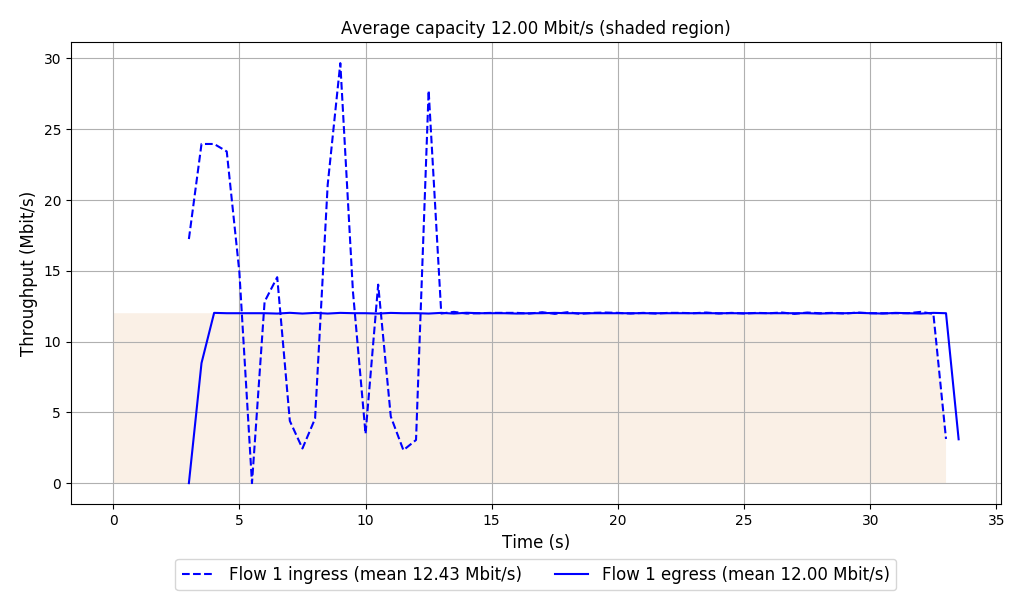 Average capacity 12.00 Mbit/s (shaded region)
30
25
20
15
10
5
0
Throughput (Mbit/s)
0 5 10 15 20 25 30 35
Time (s)
Flow 1 ingress (mean 12.43 Mbit/s) Flow 1 egress (mean 12.00 Mbit/s)